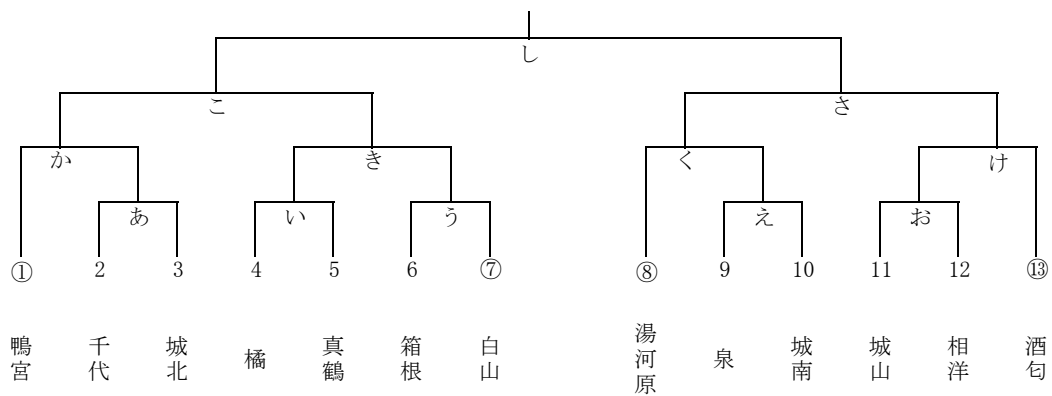 し
こ さ
か き く け
あ い う え お
① 2 3 4 5 6 ⑦ ⑧ 9 10 11 12 ⑬
鴨宮 千代 城北 橘 真鶴 箱根 白山 湯河原 泉 城南 城山 相洋 酒匂